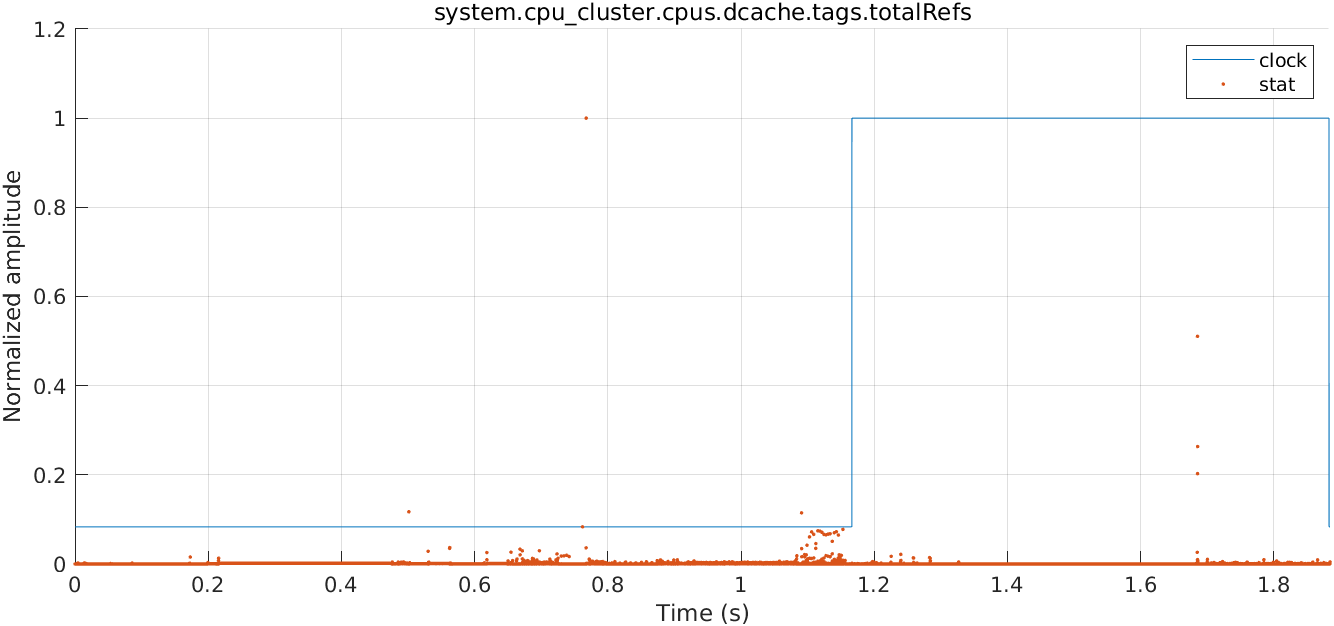 system.cpu_cluster.cpus.dcache.tags.totalRefs
1.2
1
0.8
0.6
0.4
0.2
0
Normalized amplitude
clock
stat
0 0.2 0.4 0.6 0.8 1 1.2 1.4 1.6 1.8
Time (s)